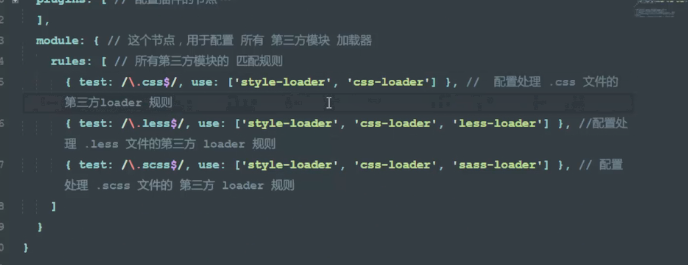 plugins: [ // 配置插件的节点
],
module: { // 这个节点,用于配置 所有 第三方模块 加载器
rules: [ // 所有第三方模块的 匹配规则
{ test: /\.css$/, use: ['style-loader', 'css-loader'] }, //  配置处理 .css 文件的
第三方loader 规则
{ test: /\.less$/, use: ['style-loader', 'css-loader', 'less-loader'] }, //配置处
理 .less 文件的第三方 loader 规则
{ test: /\.scss$/, use: ['style-loader', 'css-loader', 'sass-loader'] }, // 配置
处理 .scss 文件的 第三方 loader 规则
]
}
}